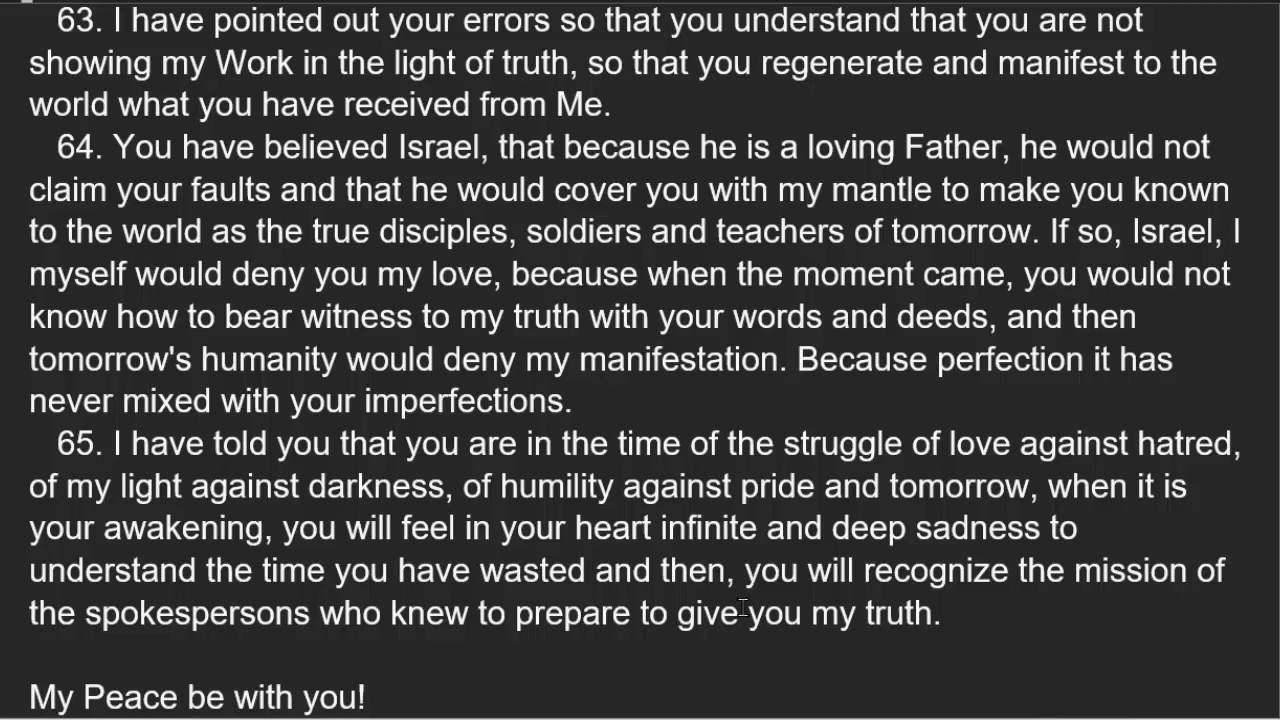 63. I have pointed out your errors so that you understand that you are not
showing my Work in the light of truth, so that you regenerate and manifest to the
world what you have received from Me.
64. You have believed Israel, that because he is a loving Father, he would not
claim your faults and that he would cover you with my mantle to make you known
to the world as the true disciples, soldiers and teachers of tomorrow. If so, Israel, I
myself would deny you my love, because when the moment came, you would not
know how to bear witness to my truth with your words and deeds, and then
tomorrow's humanity would deny my manifestation. Because perfection it has
never mixed with your imperfections.
65. I have told you that you are in the time of the struggle of love against hatred,
of my light against darkness, of humility against pride and tomorrow, when it is
your awakening, you will feel in your heart infinite and deep sadness to
understand the time you have wasted and then, you will recognize the mission of
the spokespersons who knew to prepare to give you my truth.
My Peace be with you!